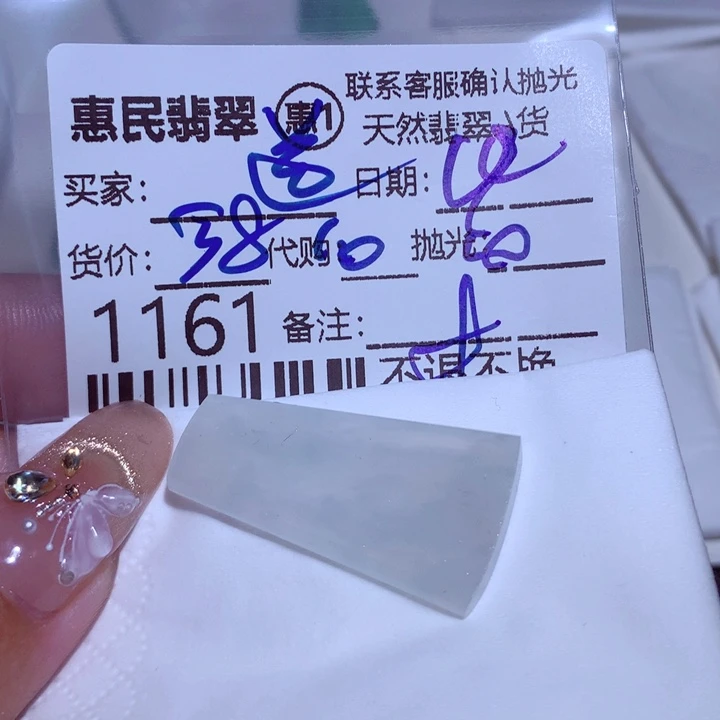 惠民翡翠 惠1 联系客服确认抛光
天然翡翠 货
买家: 日期:
货价: 38 代购 抛光:
1161 备注:
不退不换